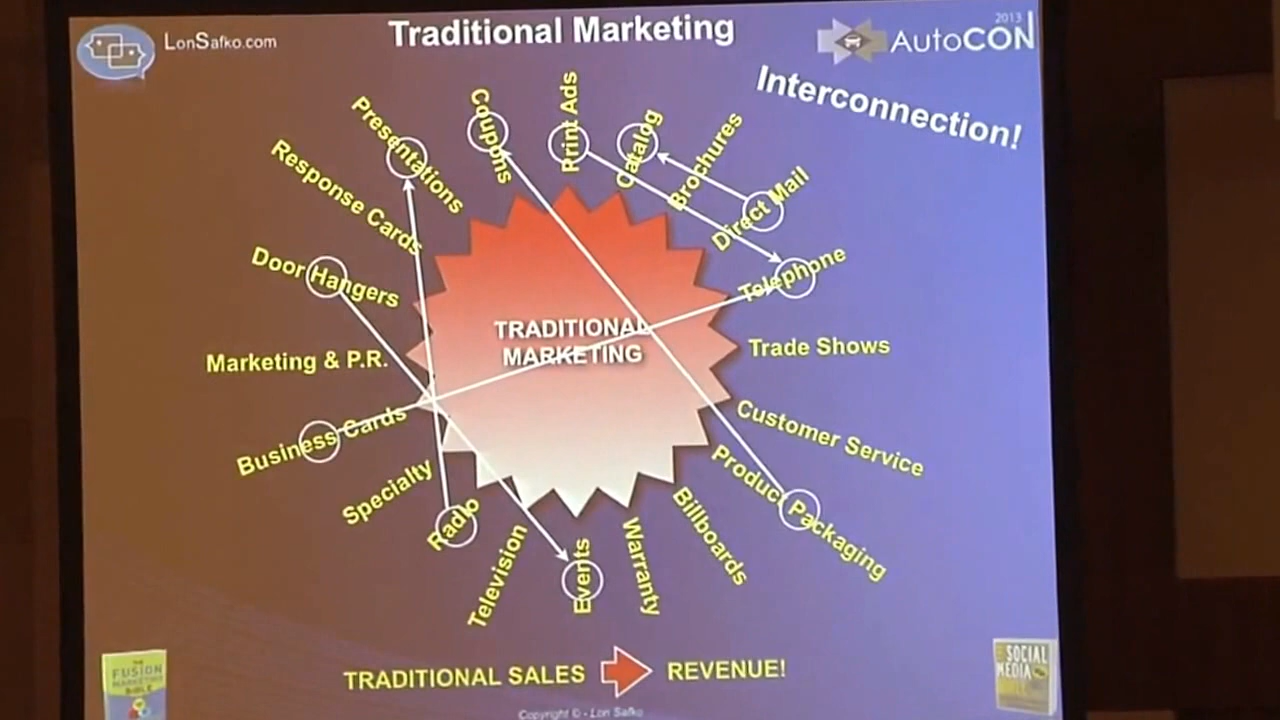 LonSafko.com
Traditional Marketing
2013
AutoCON
Interconnection!
Presentations
Coupons
Print Ads
Catalog
Brochures
Direct Mail
Telephone
Trade Shows
Customer Service
Product Packaging
Billboards
Warranty
Events
Television
Radio
Specialty
Business Cards
Marketing & P.R.
Door Hangers
Response Cards
TRADITIONAL
MARKETING
TRADITIONAL SALES
REVENUE!
THE
FUSION
MARKETING
BIBLE
SOCIAL
MEDIA
Copyright © - Lon Safko